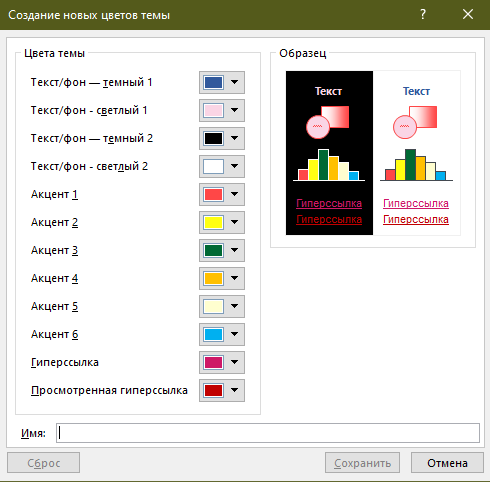 Создание новых цветов темы
?
Цвета темы
Текст/фон — темный 1
Текст/фон - светлый 1
Текст/фон — темный 2
Текст/фон - светлый 2
Акцент 1
Акцент 2
Акцент 3
Акцент 4
Акцент 5
Акцент 6
Гиперссылка
Просмотренная гиперссылка
Образец
Текст Текст
Гиперссылка Гиперссылка
Гиперссылка Гиперссылка
Имя:
Сброс Сохранить Отмена